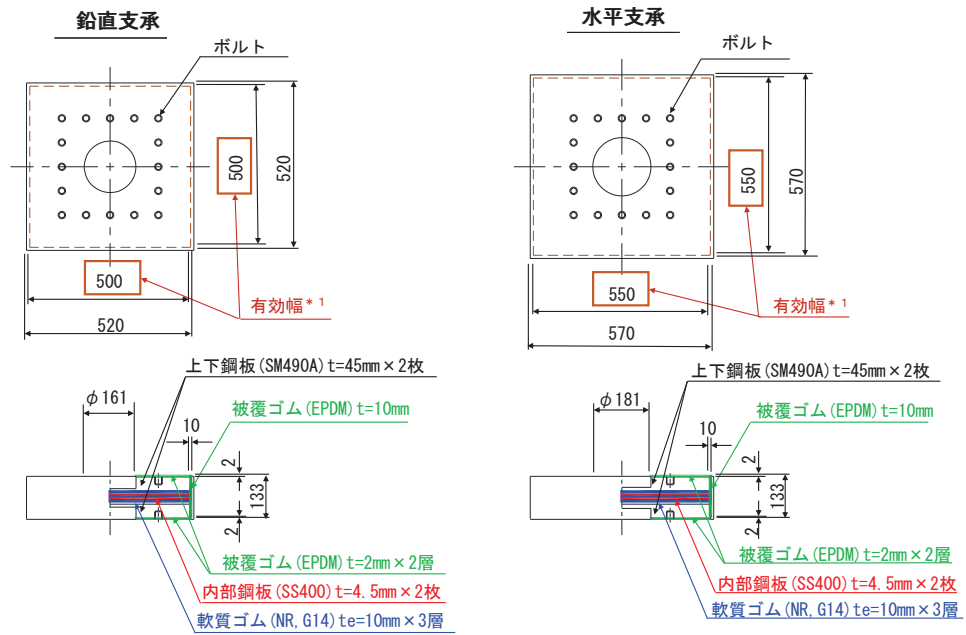 鉛直支承
ボルト
500
520
500
有効幅*1
520
上下鋼板(SM490A)t=45mm×2枚
φ161
被覆ゴム(EPDM)t=10mm
10
2
133
2
被覆ゴム(EPDM)t=2mm×2層
内部鋼板(SS400)t=4.5mm×2枚
軟質ゴム(NR,G14)te=10mm×3層
水平支承
ボルト
550
570
550
有効幅*1
570
上下鋼板(SM490A)t=45mm×2枚
φ181
被覆ゴム(EPDM)t=10mm
10
2
133
2
被覆ゴム(EPDM)t=2mm×2層
内部鋼板(SS400)t=4.5mm×2枚
軟質ゴム(NR,G14)te=10mm×3層